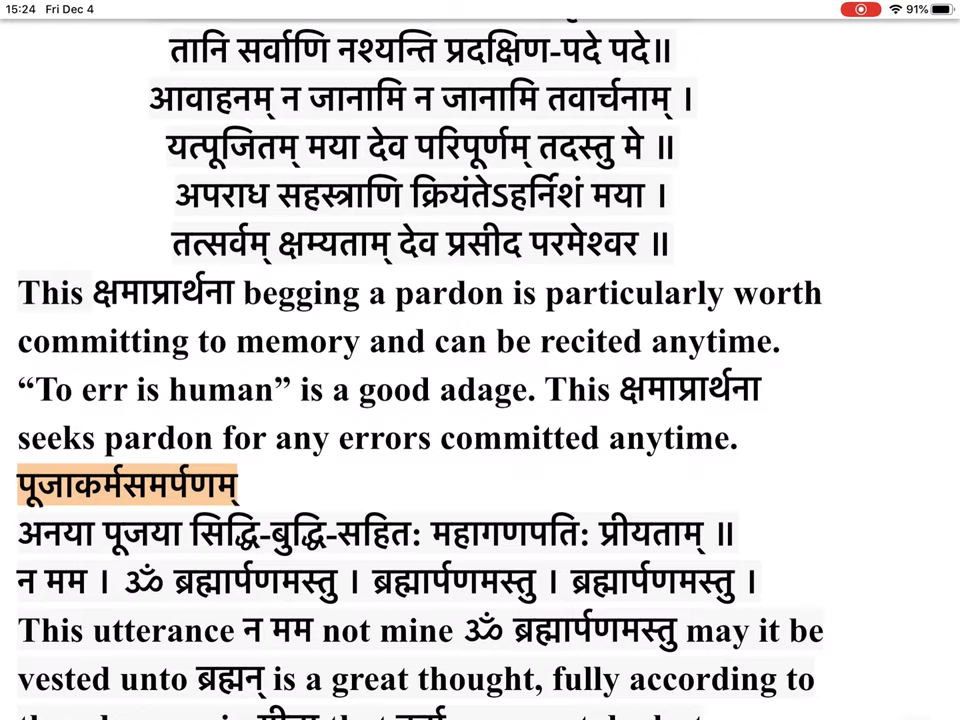 15:24 Fri Dec 4
91%
तानि सर्वाणि नश्यन्ति प्रदक्षिण-पदे पदे॥
आवाहनम् न जानामि न जानामि तवार्चनाम् ।
यत्पूजितम् मया देव परिपूर्णम् तदस्तु मे ॥
अपराध सहस्त्राणि क्रियंतेऽहर्निशं मया ।
तत्सर्वम् क्षम्यताम् देव प्रसीद परमेश्वर ॥
This क्षमाप्रार्थना begging a pardon is particularly worth
committing to memory and can be recited anytime.
“To err is human” is a good adage. This क्षमाप्रार्थना
seeks pardon for any errors committed anytime.
पूजाकर्मसमर्पणम्
अनया पूजया सिद्धि-बुद्धि-सहित: महागणपति: प्रीयताम् ॥
न मम । ॐ ब्रह्मार्पणमस्तु । ब्रह्मार्पणमस्तु । ब्रह्मार्पणमस्तु ।
This utterance न मम not mine ॐ ब्रह्मार्पणमस्तु may it be
vested unto ब्रह्मन् is a great thought, fully according to